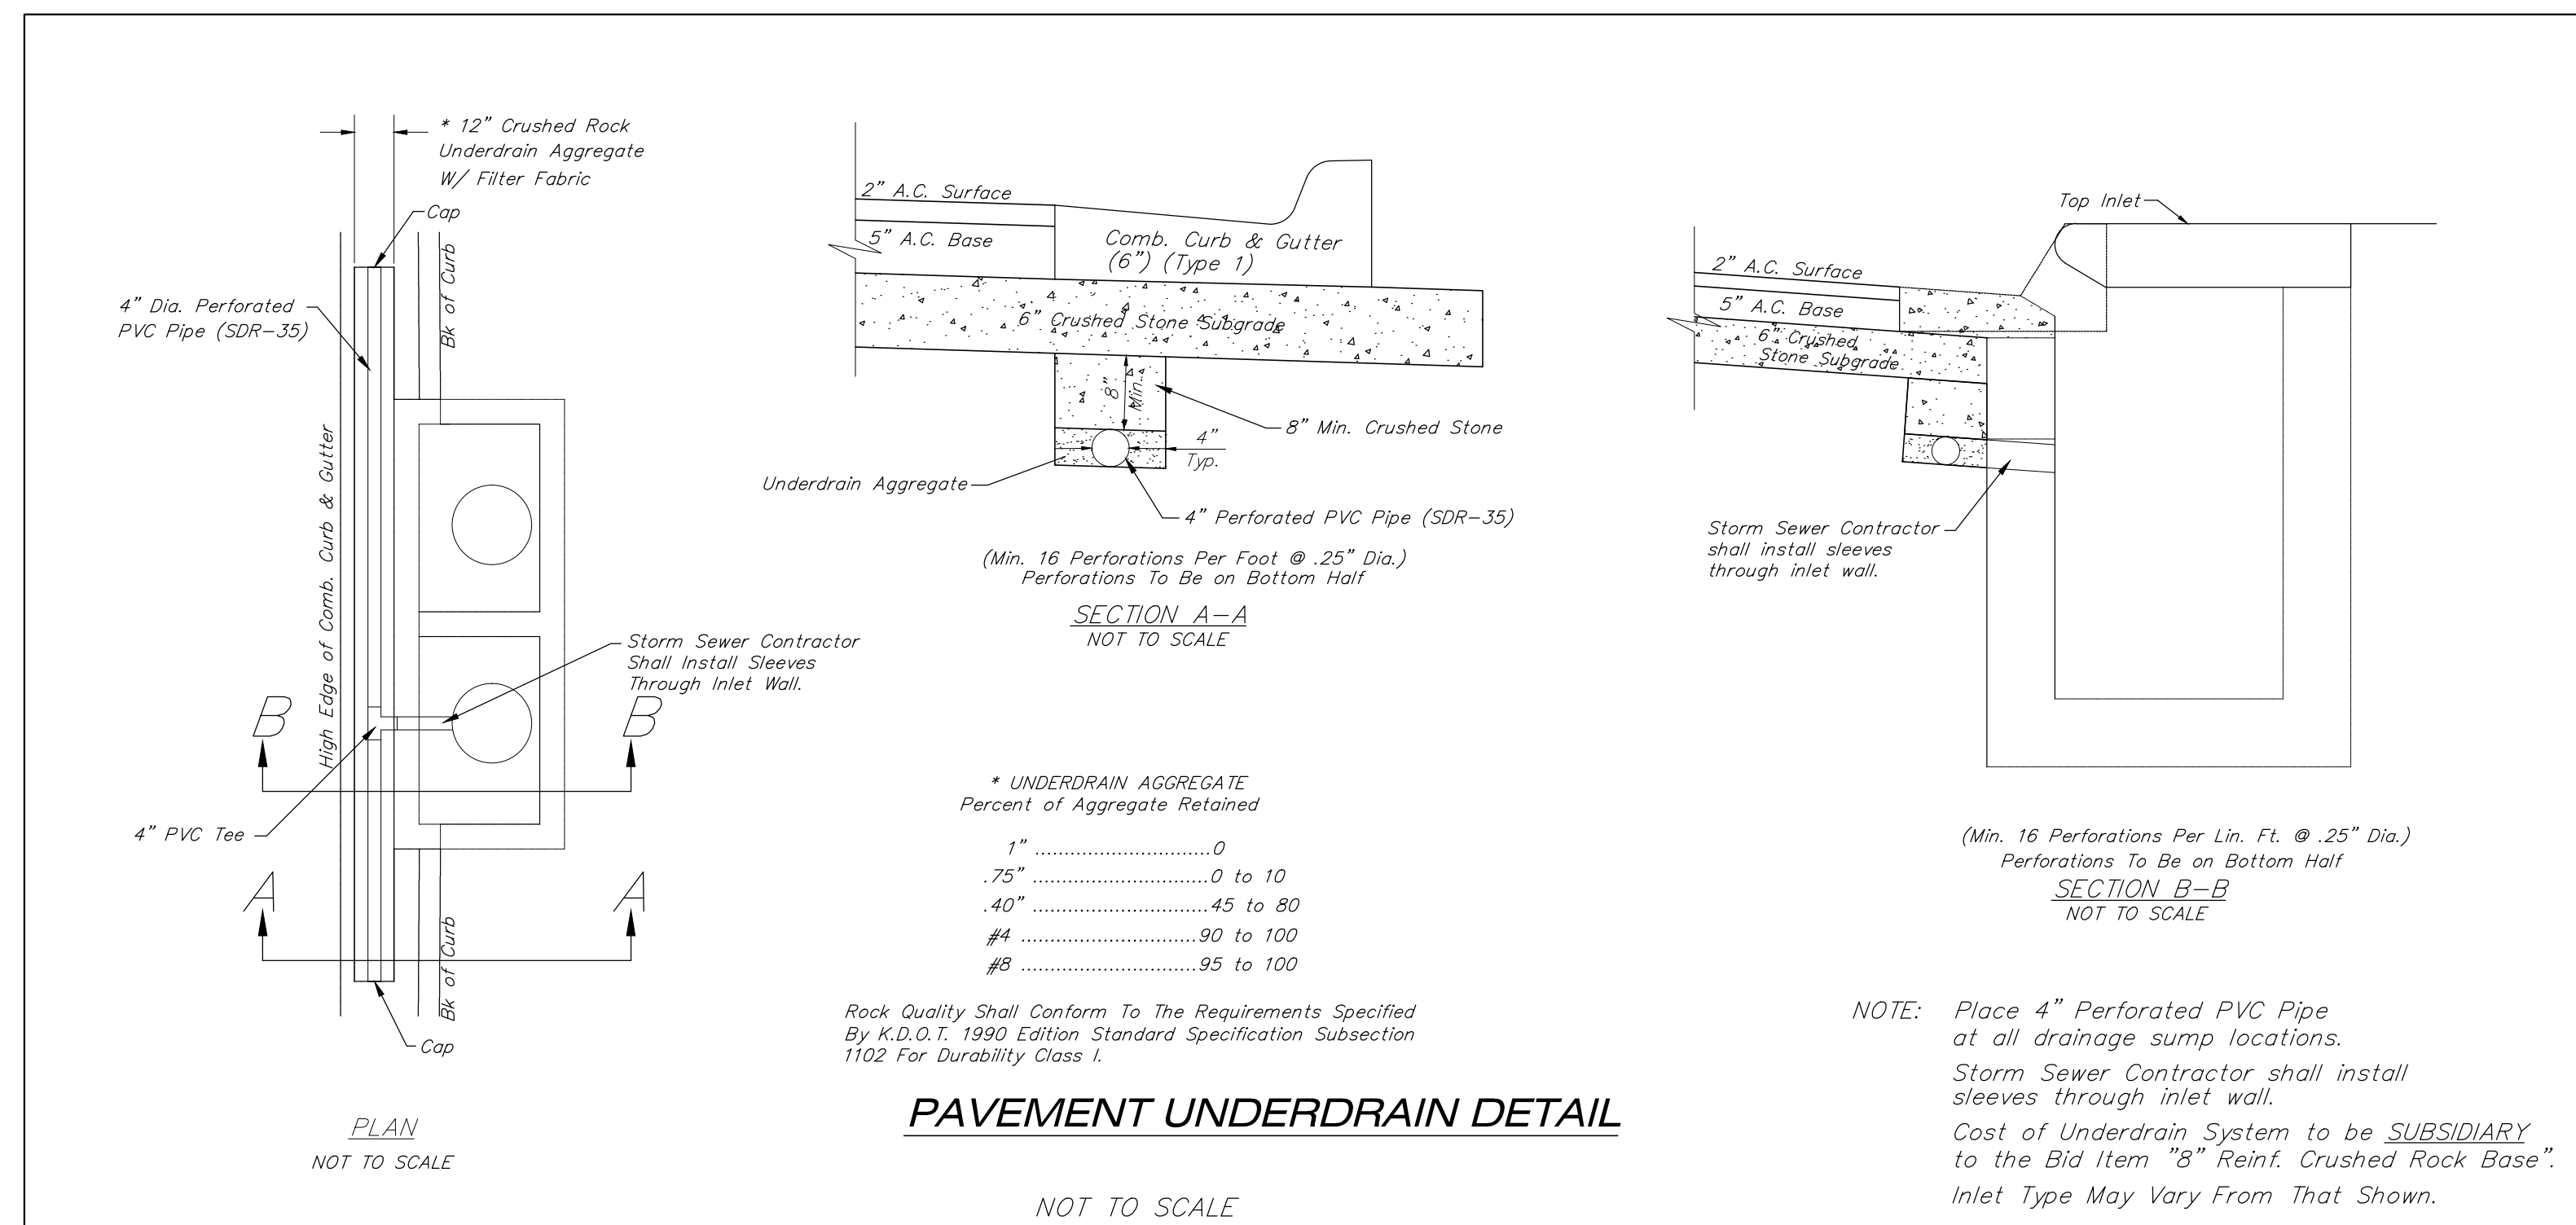 * 12" Crushed Rock
Underdrain Aggregate
W/ Filter Fabric
Cap
4" Dia. Perforated
PVC Pipe (SDR-35)
Bk of Curb
High Edge of Comb. Curb & Gutter
Storm Sewer Contractor
Shall Install Sleeves
Through Inlet Wall.
B
B
4" PVC Tee
A
A
Bk of Curb
Cap
PLAN
NOT TO SCALE
2" A.C. Surface
5" A.C. Base
Comb. Curb & Gutter
(6") (Type 1)
6" Crushed Stone Subgrade
8"
Min.
8" Min. Crushed Stone
4"
Typ.
Underdrain Aggregate
4" Perforated PVC Pipe (SDR-35)
(Min. 16 Perforations Per Foot @ .25" Dia.)
Perforations To Be on Bottom Half
SECTION A-A
NOT TO SCALE
* UNDERDRAIN AGGREGATE
Percent of Aggregate Retained
1" ..............................0
.75" ..............................0 to 10
.40" ..............................45 to 80
#4 ..............................90 to 100
#8 ..............................95 to 100
Rock Quality Shall Conform To The Requirements Specified
By K.D.O.T. 1990 Edition Standard Specification Subsection
1102 For Durability Class I.
PAVEMENT UNDERDRAIN DETAIL
NOT TO SCALE
Top Inlet
2" A.C. Surface
5" A.C. Base
6" Crushed
Stone Subgrade
Storm Sewer Contractor
shall install sleeves
through inlet wall.
(Min. 16 Perforations Per Lin. Ft. @ .25" Dia.)
Perforations To Be on Bottom Half
SECTION B-B
NOT TO SCALE
NOTE: Place 4" Perforated PVC Pipe
at all drainage sump locations.
Storm Sewer Contractor shall install
sleeves through inlet wall.
Cost of Underdrain System to be SUBSIDIARY
to the Bid Item "8" Reinf. Crushed Rock Base".
Inlet Type May Vary From That Shown.